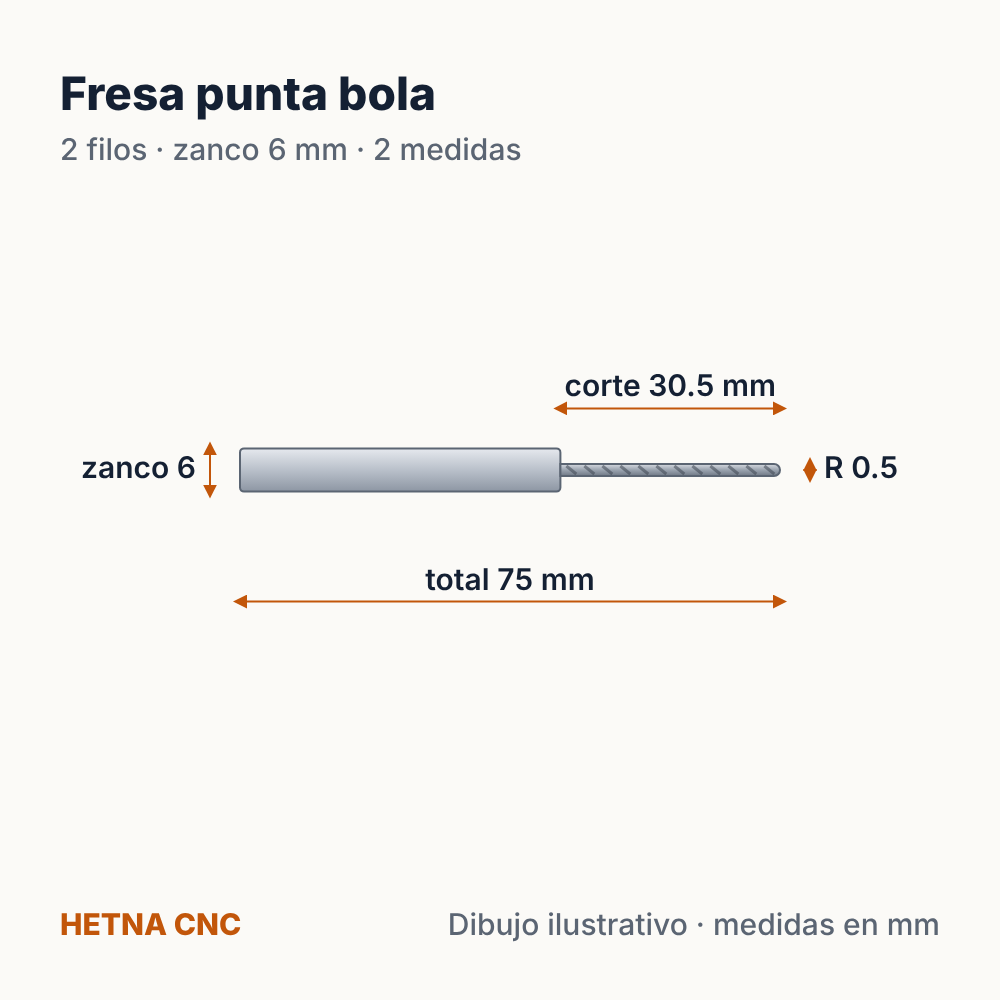 Fresa punta bola
2 filos · zanco 6 mm · 2 medidas
corte 30.5 mm
zanco 6
R 0.5
total 75 mm
HETNA CNC
Dibujo ilustrativo · medidas en mm